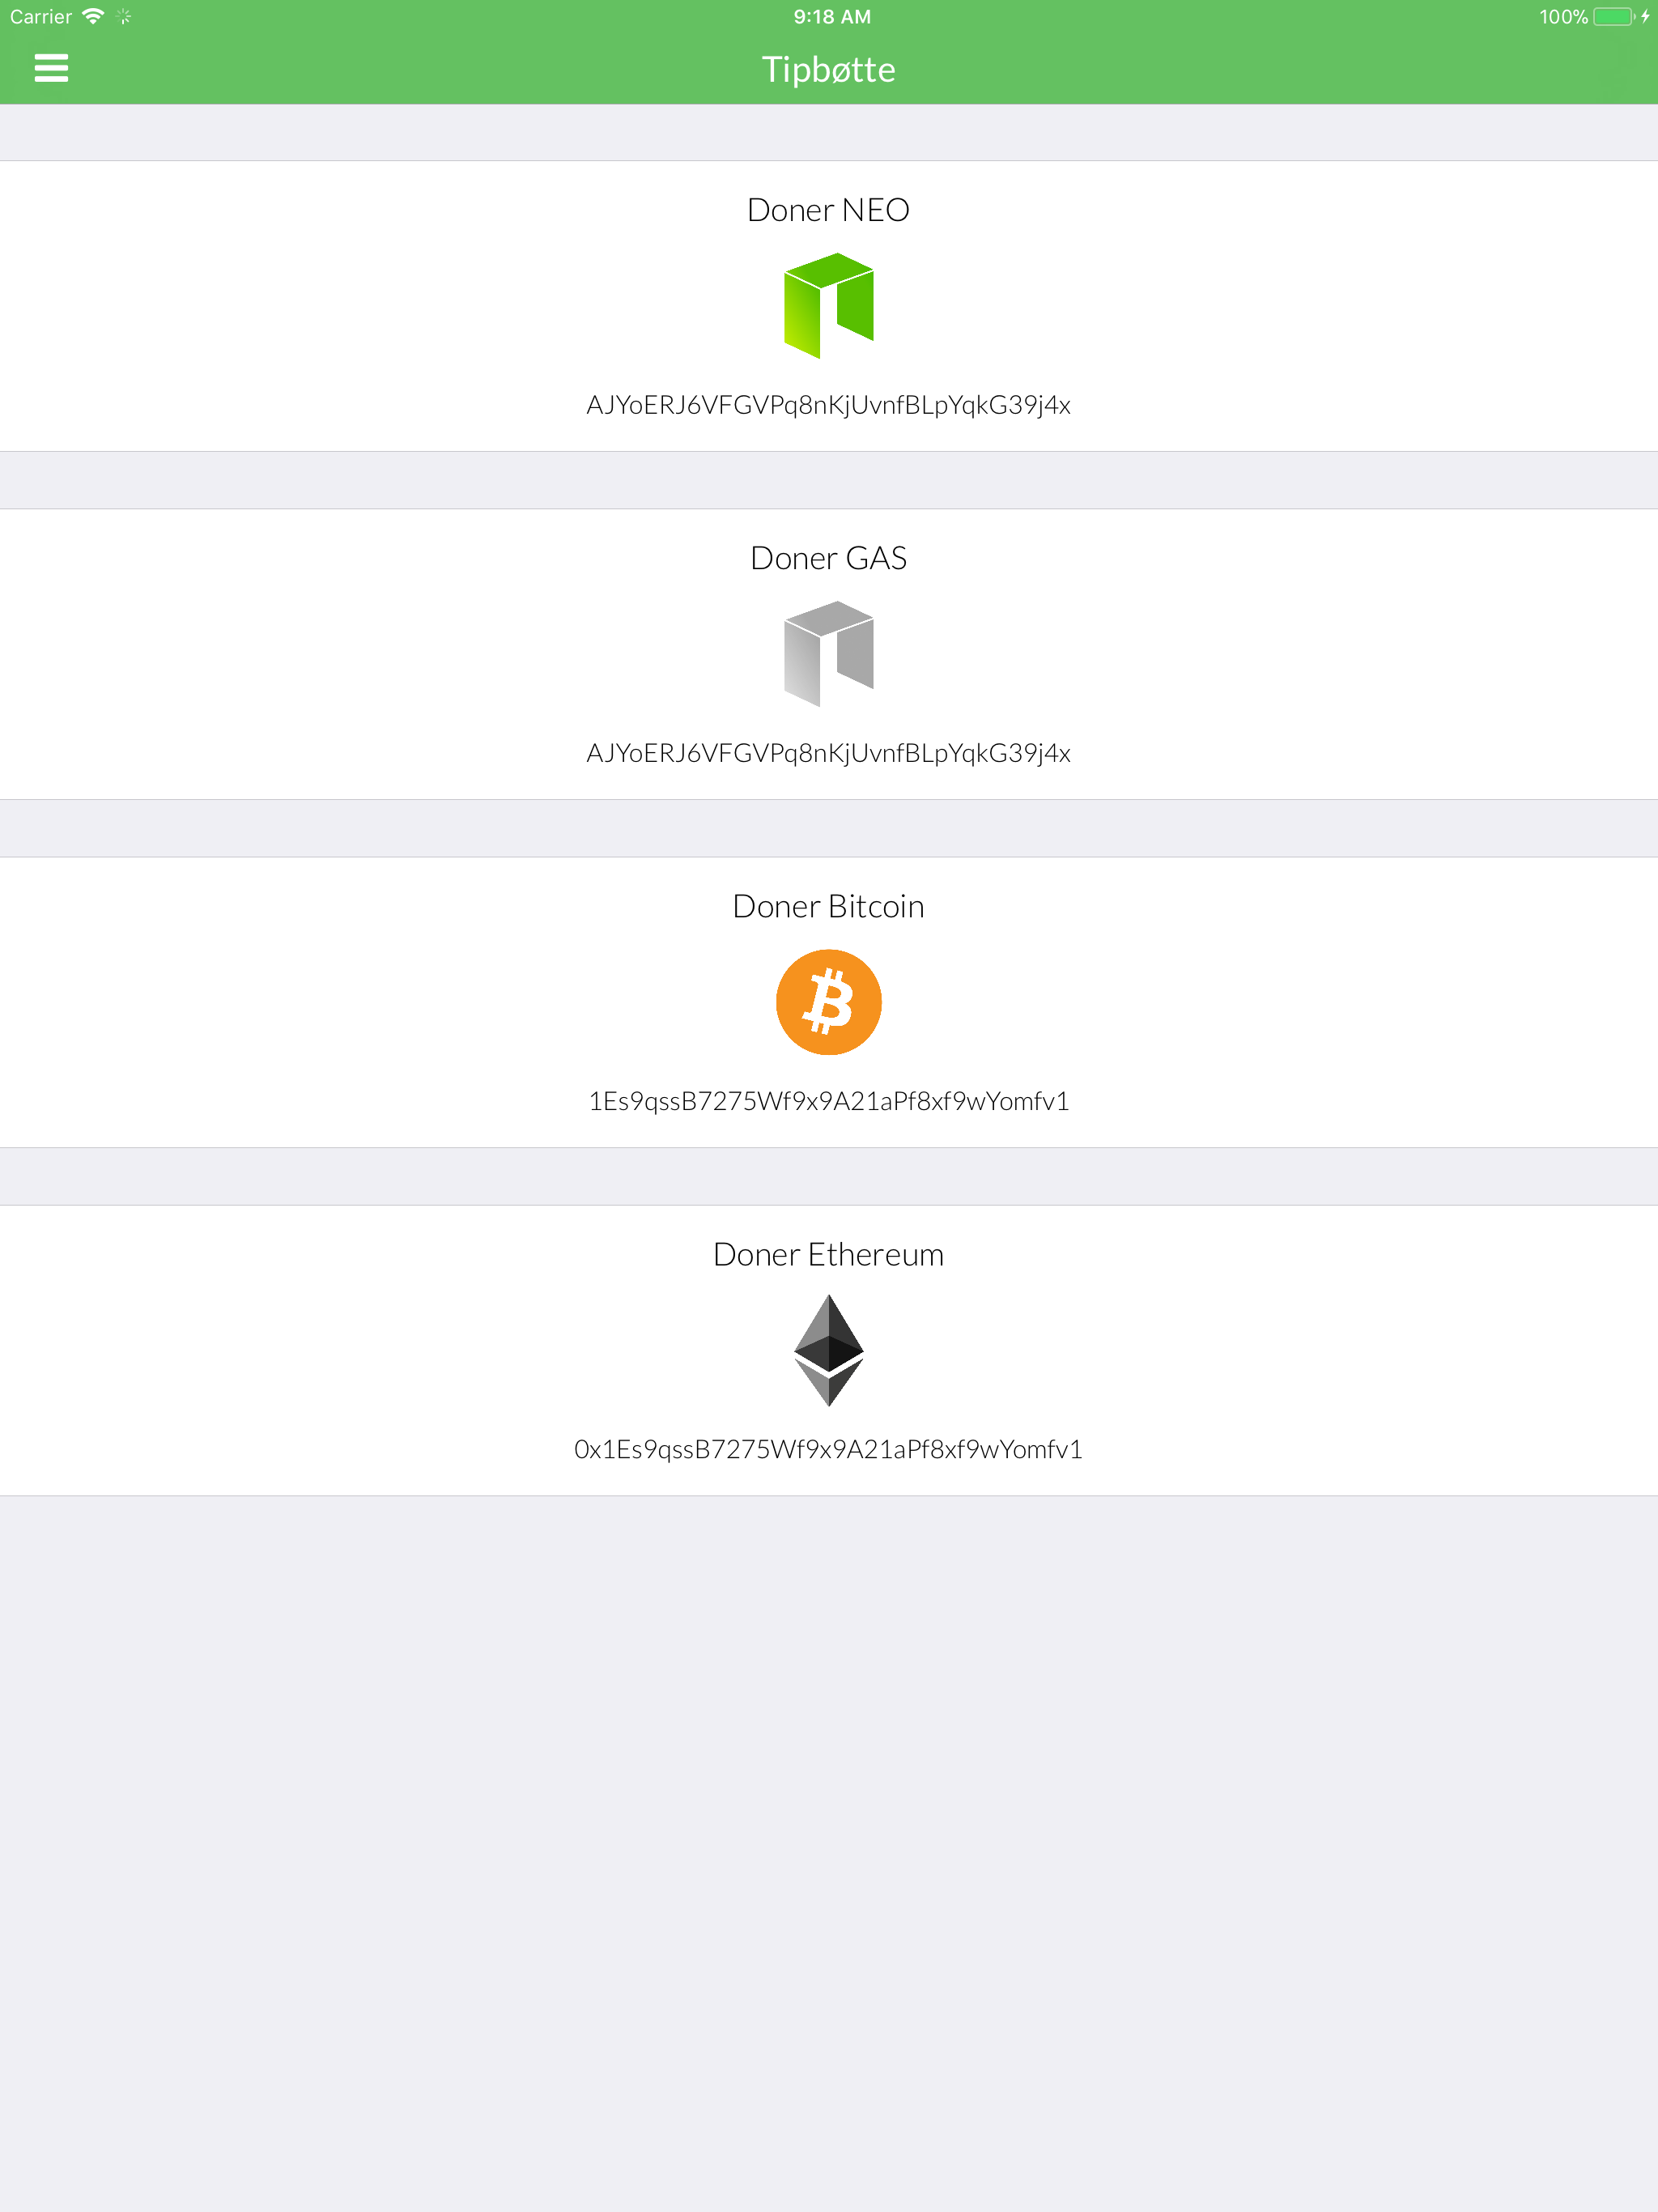 Carrier 9:18 AM 100%
Tipbøtte
Doner NEO
AJYoERJ6VFGVPq8nKjUvnfBLpYqkG39j4x
Doner GAS
AJYoERJ6VFGVPq8nKjUvnfBLpYqkG39j4x
Doner Bitcoin
1Es9qssB7275Wf9x9A21aPf8xf9wYomfv1
Doner Ethereum
0x1Es9qssB7275Wf9x9A21aPf8xf9wYomfv1